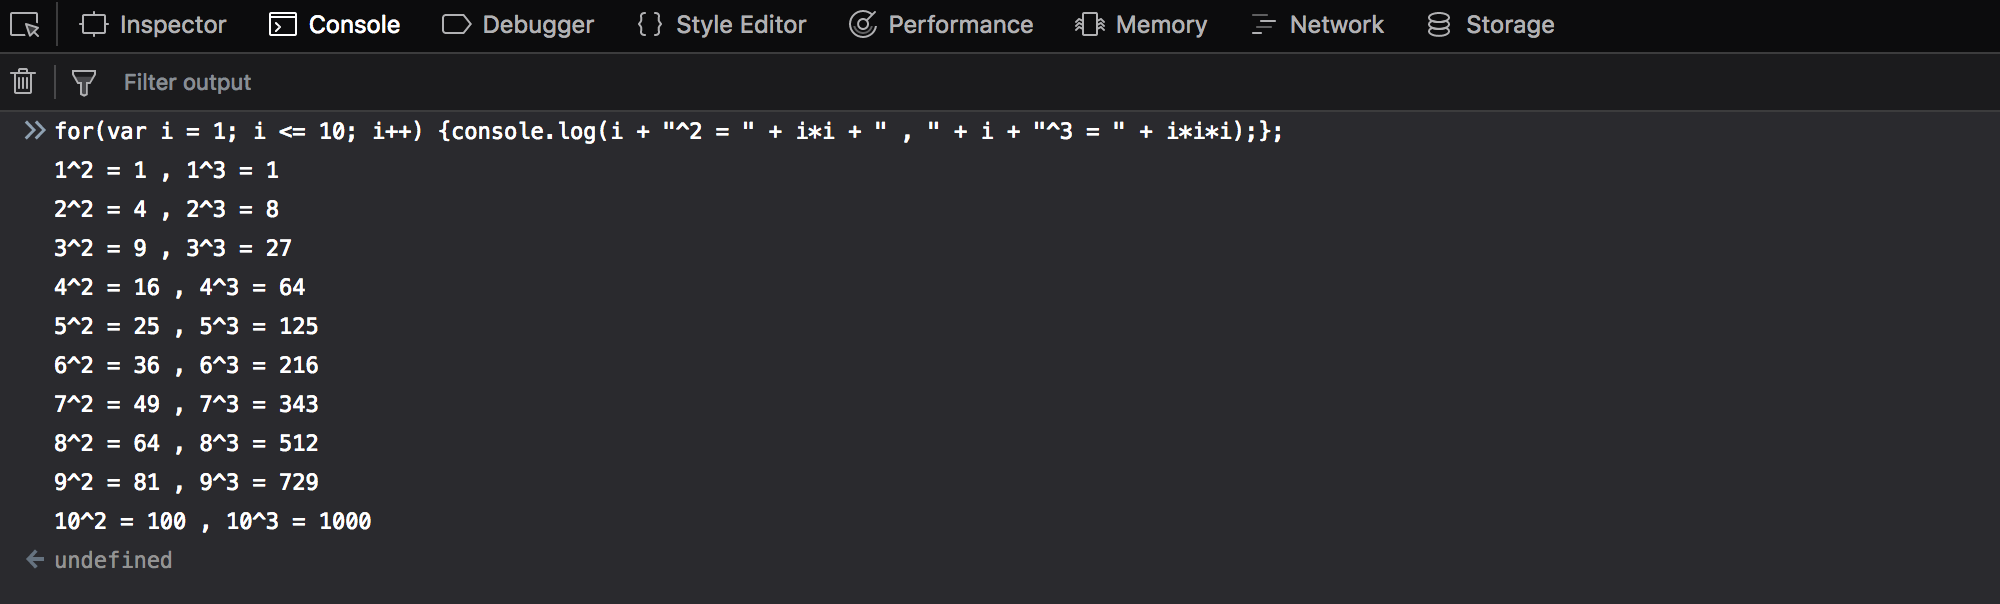 Inspector Console Debugger { } Style Editor Performance Memory Network Storage
Filter output
>> for(var i = 1; i <= 10; i++) {console.log(i + "^2 = " + i*i + " , " + i + "^3 = " + i*i*i);};
1^2 = 1 , 1^3 = 1
2^2 = 4 , 2^3 = 8
3^2 = 9 , 3^3 = 27
4^2 = 16 , 4^3 = 64
5^2 = 25 , 5^3 = 125
6^2 = 36 , 6^3 = 216
7^2 = 49 , 7^3 = 343
8^2 = 64 , 8^3 = 512
9^2 = 81 , 9^3 = 729
10^2 = 100 , 10^3 = 1000
← undefined